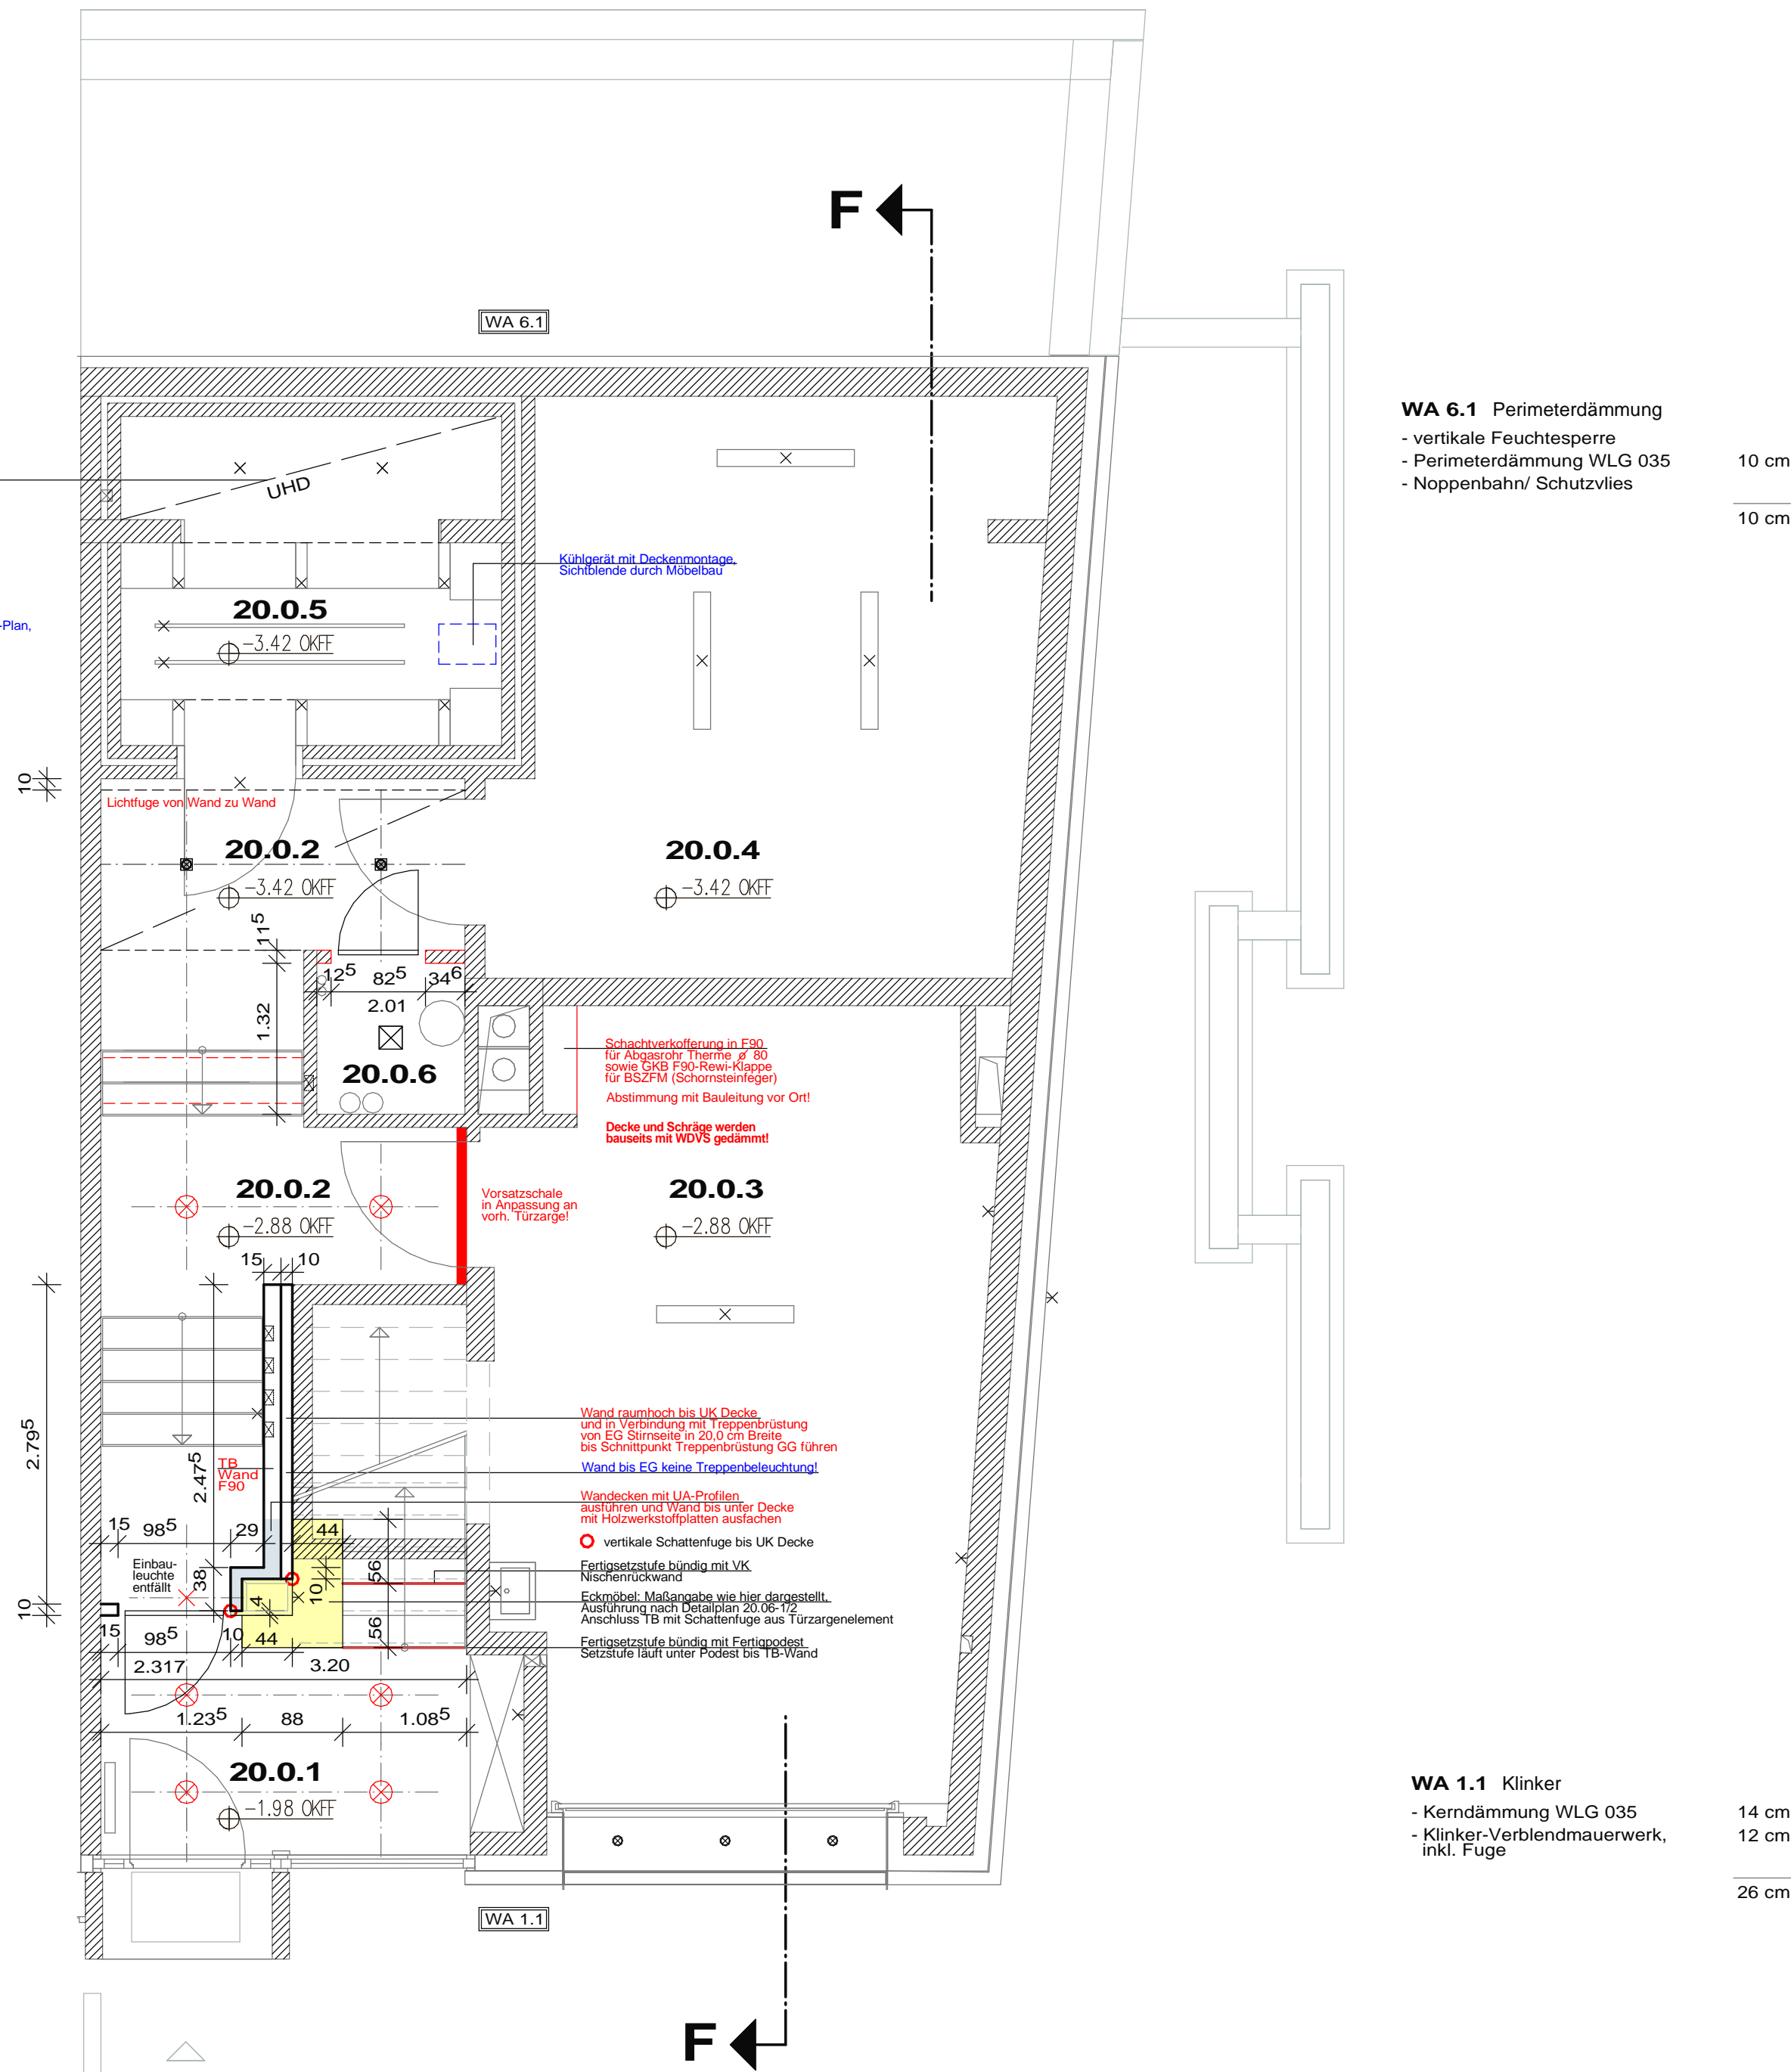 F
WA 6.1
WA 6.1 Perimeterdämmung
- vertikale Feuchtesperre
- Perimeterdämmung WLG 035 10 cm
- Noppenbahn/ Schutzvlies
10 cm
UHD
Kühlgerät mit Deckenmontage,
Sichtblende durch Möbelbau
20.0.5
-3.42 OKFF
-Plan,
10
Lichtfuge von Wand zu Wand
20.0.2
-3.42 OKFF
20.0.4
-3.42 OKFF
11⁵
12⁵ 82⁵ 34⁶
2.01
1.32
20.0.6
Schachtverkofferung in F90
für Abgasrohr Therme ø 80
sowie GKB F90-Rewi-Klappe
für BSZFM (Schornsteinfeger)
Abstimmung mit Bauleitung vor Ort!
Decke und Schräge werden
bauseits mit WDVS gedämmt!
20.0.2
-2.88 OKFF
Vorsatzschale
in Anpassung an
vorh. Türzarge!
20.0.3
-2.88 OKFF
15 10
2.79⁵
2.47⁵
TB
Wand
F90
Wand raumhoch bis UK Decke
und in Verbindung mit Treppenbrüstung
von EG Stirnseite in 20,0 cm Breite
bis Schnittpunkt Treppenbrüstung GG führen
Wand bis EG keine Treppenbeleuchtung!
Wandecken mit UA-Profilen
ausführen und Wand bis unter Decke
mit Holzwerkstoffplatten ausfachen
vertikale Schattenfuge bis UK Decke
15 98⁵ 29 44
Einbau-
leuchte
entfällt
38
4
10
56
56
10
Fertigsetzstufe bündig mit VK
Nischenrückwand
Eckmöbel: Maßangabe wie hier dargestellt,
Ausführung nach Detailplan 20.06-1/2
Anschluss TB mit Schattenfuge aus Türzargenelement
Fertigsetzstufe bündig mit Fertigpodest
Setzstufe läuft unter Podest bis TB-Wand
15 98⁵ 10 44
2.317 3.20
1.23⁵ 88 1.08⁵
20.0.1
-1.98 OKFF
WA 1.1 Klinker
- Kerndämmung WLG 035 14 cm
- Klinker-Verblendmauerwerk, 12 cm
inkl. Fuge
26 cm
WA 1.1
F